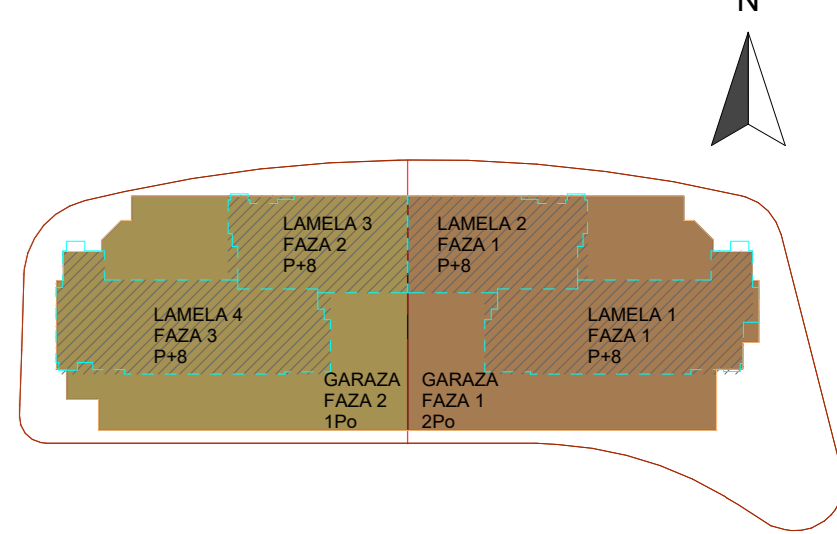 N
LAMELA 3
FAZA 2
P+8
LAMELA 2
FAZA 1
P+8
LAMELA 4
FAZA 3
P+8
LAMELA 1
FAZA 1
P+8
GARAZA
FAZA 2
1Po
GARAZA
FAZA 1
2Po